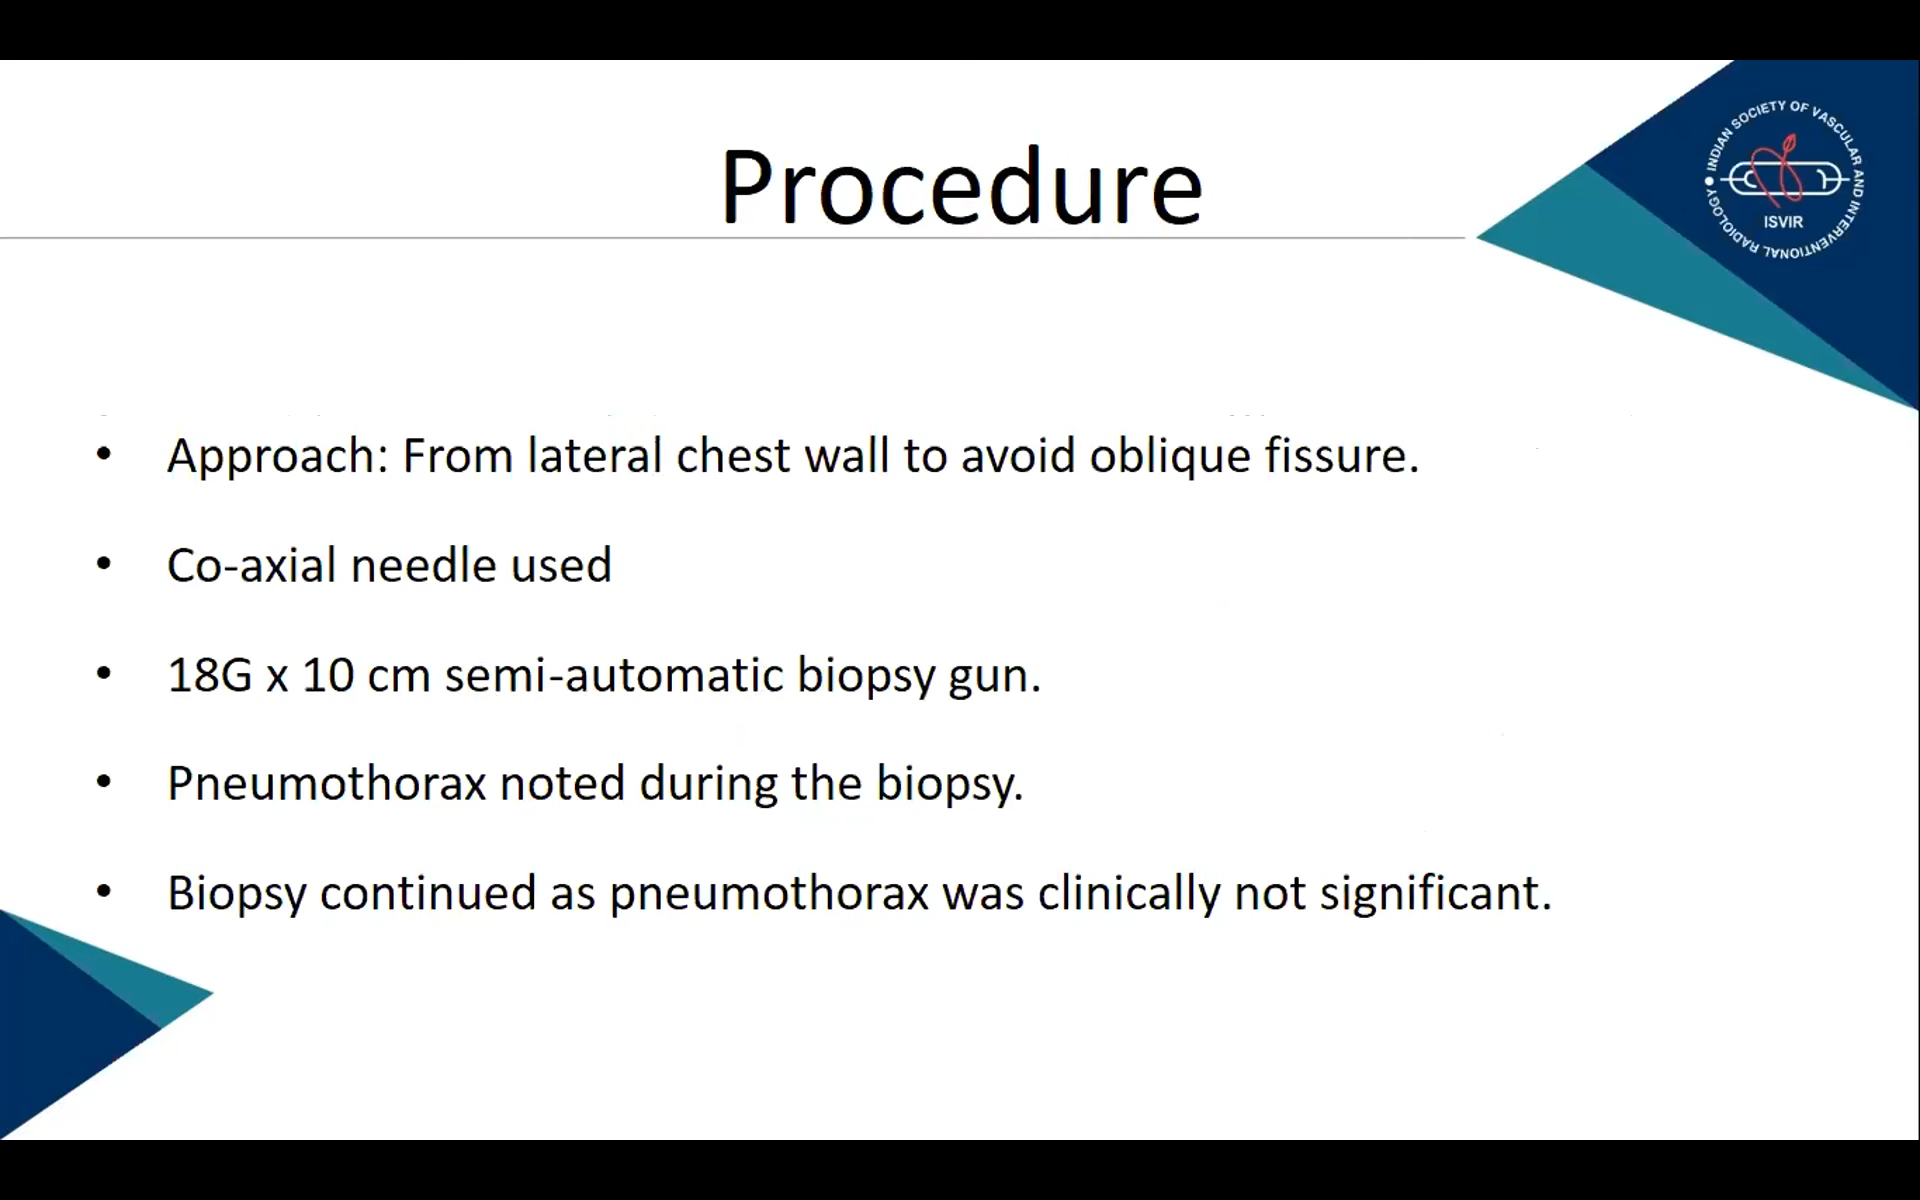 Procedure
INDIAN SOCIETY OF VASCULAR AND INTERVENTIONAL RADIOLOGY
ISVIR
• Approach: From lateral chest wall to avoid oblique fissure.
• Co-axial needle used
• 18G x 10 cm semi-automatic biopsy gun.
• Pneumothorax noted during the biopsy.
• Biopsy continued as pneumothorax was clinically not significant.